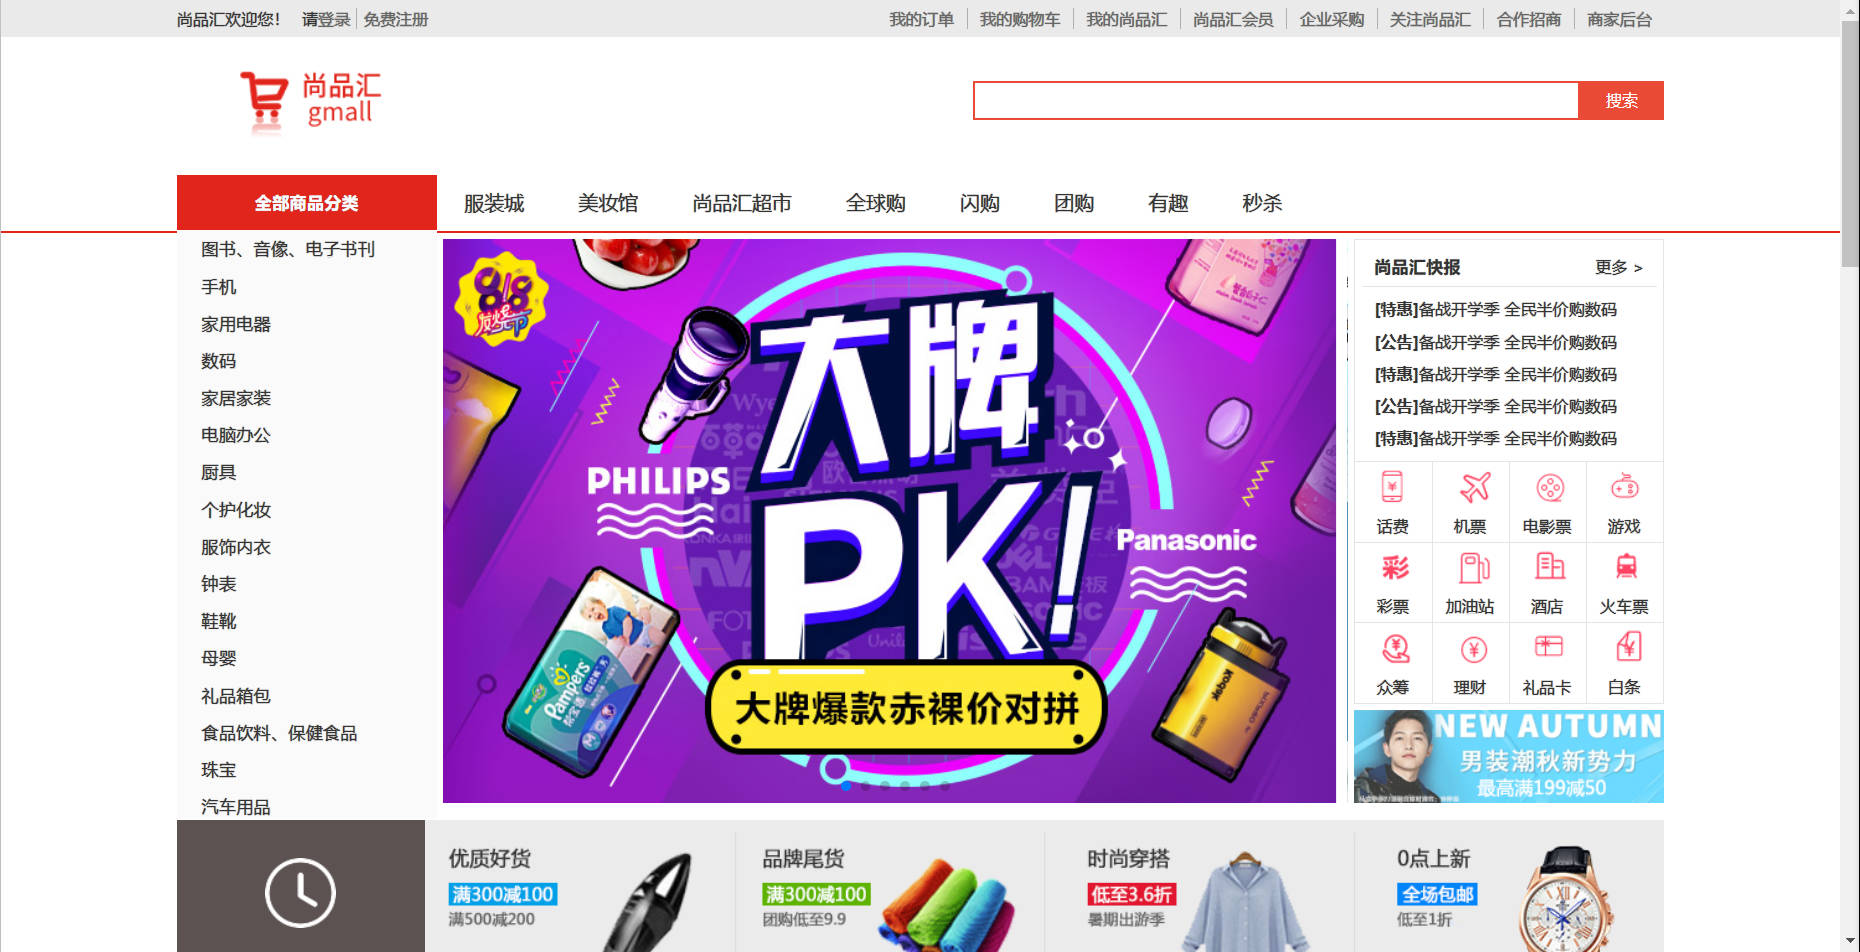 尚品汇欢迎您! 请登录 免费注册
我的订单 我的购物车 我的尚品汇 尚品汇会员 企业采购 关注尚品汇 合作招商 商家后台
尚品汇
gmall
搜索
全部商品分类 服装城 美妆馆 尚品汇超市 全球购 闪购 团购 有趣 秒杀
图书、音像、电子书刊
手机
家用电器
数码
家居家装
电脑办公
厨具
个护化妆
服饰内衣
钟表
鞋靴
母婴
礼品箱包
食品饮料、保健食品
珠宝
汽车用品
818
大牌
PK!
PHILIPS
Panasonic
Pampers
Kodak
大牌爆款赤裸价对拼
尚品汇快报 更多 >
[特惠]备战开学季 全民半价购数码
[公告]备战开学季 全民半价购数码
[特惠]备战开学季 全民半价购数码
[公告]备战开学季 全民半价购数码
[特惠]备战开学季 全民半价购数码
话费 机票 电影票 游戏
彩
彩票 加油站 酒店 火车票
众筹 理财 礼品卡 白条
NEW AUTUMN
男装潮秋新势力
最高满199减50
优质好货
满300减100
满500减200
品牌尾货
满300减100
团购低至9.9
时尚穿搭
低至3.6折
暑期出游季
0点上新
全场包邮
低至1折